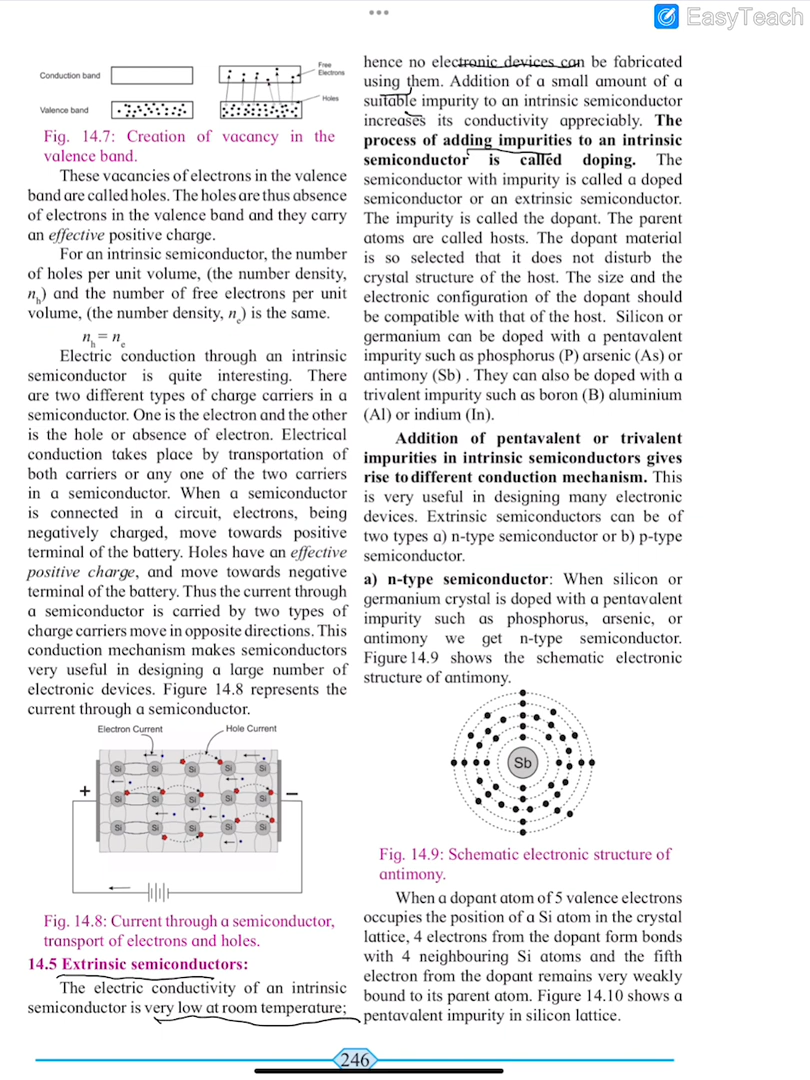 EasyTeach
Conduction band
Free
Electrons
Valence band
Holes
Fig. 14.7: Creation of vacancy in the
valence band.
These vacancies of electrons in the valence
band are called holes. The holes are thus absence
of electrons in the valence band and they carry
an effective positive charge.
For an intrinsic semiconductor, the number
of holes per unit volume, (the number density,
nh) and the number of free electrons per unit
volume, (the number density, ne) is the same.
nh = ne
Electric conduction through an intrinsic
semiconductor is quite interesting. There
are two different types of charge carriers in a
semiconductor. One is the electron and the other
is the hole or absence of electron. Electrical
conduction takes place by transportation of
both carriers or any one of the two carriers
in a semiconductor. When a semiconductor
is connected in a circuit, electrons, being
negatively charged, move towards positive
terminal of the battery. Holes have an effective
positive charge, and move towards negative
terminal of the battery. Thus the current through
a semiconductor is carried by two types of
charge carriers move in opposite directions. This
conduction mechanism makes semiconductors
very useful in designing a large number of
electronic devices. Figure 14.8 represents the
current through a semiconductor.
Electron Current
Hole Current
Si Si Si Si Si
+ −
Si Si Si Si Si
Si Si Si Si Si
Fig. 14.8: Current through a semiconductor,
transport of electrons and holes.
14.5 Extrinsic semiconductors:
The electric conductivity of an intrinsic
semiconductor is very low at room temperature;
hence no electronic devices can be fabricated
using them. Addition of a small amount of a
suitable impurity to an intrinsic semiconductor
increases its conductivity appreciably. The
process of adding impurities to an intrinsic
semiconductor is called doping. The
semiconductor with impurity is called a doped
semiconductor or an extrinsic semiconductor.
The impurity is called the dopant. The parent
atoms are called hosts. The dopant material
is so selected that it does not disturb the
crystal structure of the host. The size and the
electronic configuration of the dopant should
be compatible with that of the host. Silicon or
germanium can be doped with a pentavalent
impurity such as phosphorus (P) arsenic (As) or
antimony (Sb) . They can also be doped with a
trivalent impurity such as boron (B) aluminium
(Al) or indium (In).
Addition of pentavalent or trivalent
impurities in intrinsic semiconductors gives
rise to different conduction mechanism. This
is very useful in designing many electronic
devices. Extrinsic semiconductors can be of
two types a) n-type semiconductor or b) p-type
semiconductor.
a) n-type semiconductor: When silicon or
germanium crystal is doped with a pentavalent
impurity such as phosphorus, arsenic, or
antimony we get n-type semiconductor.
Figure 14.9 shows the schematic electronic
structure of antimony.
Sb
Fig. 14.9: Schematic electronic structure of
antimony.
When a dopant atom of 5 valence electrons
occupies the position of a Si atom in the crystal
lattice, 4 electrons from the dopant form bonds
with 4 neighbouring Si atoms and the fifth
electron from the dopant remains very weakly
bound to its parent atom. Figure 14.10 shows a
pentavalent impurity in silicon lattice.
246